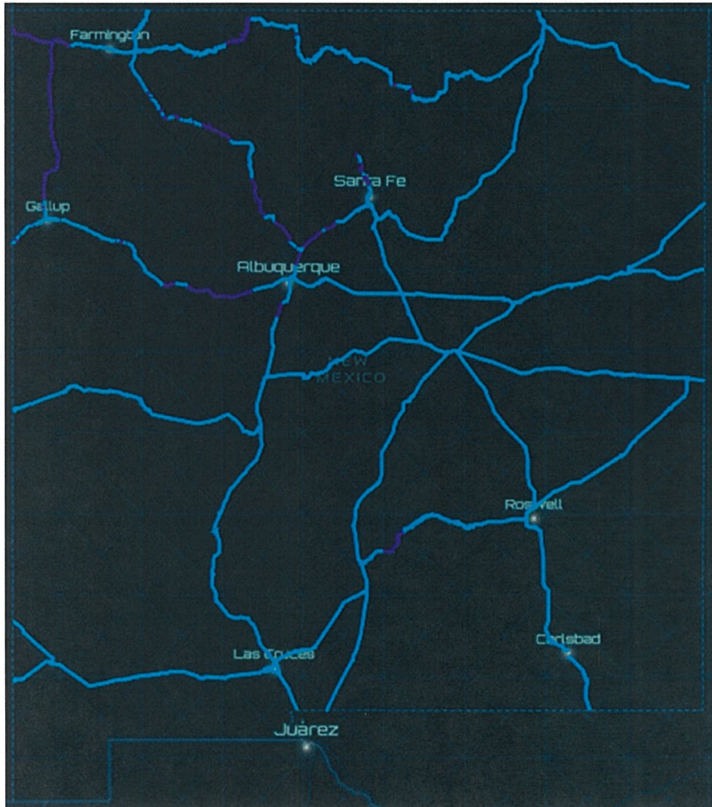 Farmington
Santa Fe
Gallup
Albuquerque
NEW
MEXICO
Roswell
Las Cruces
Carlsbad
Juárez